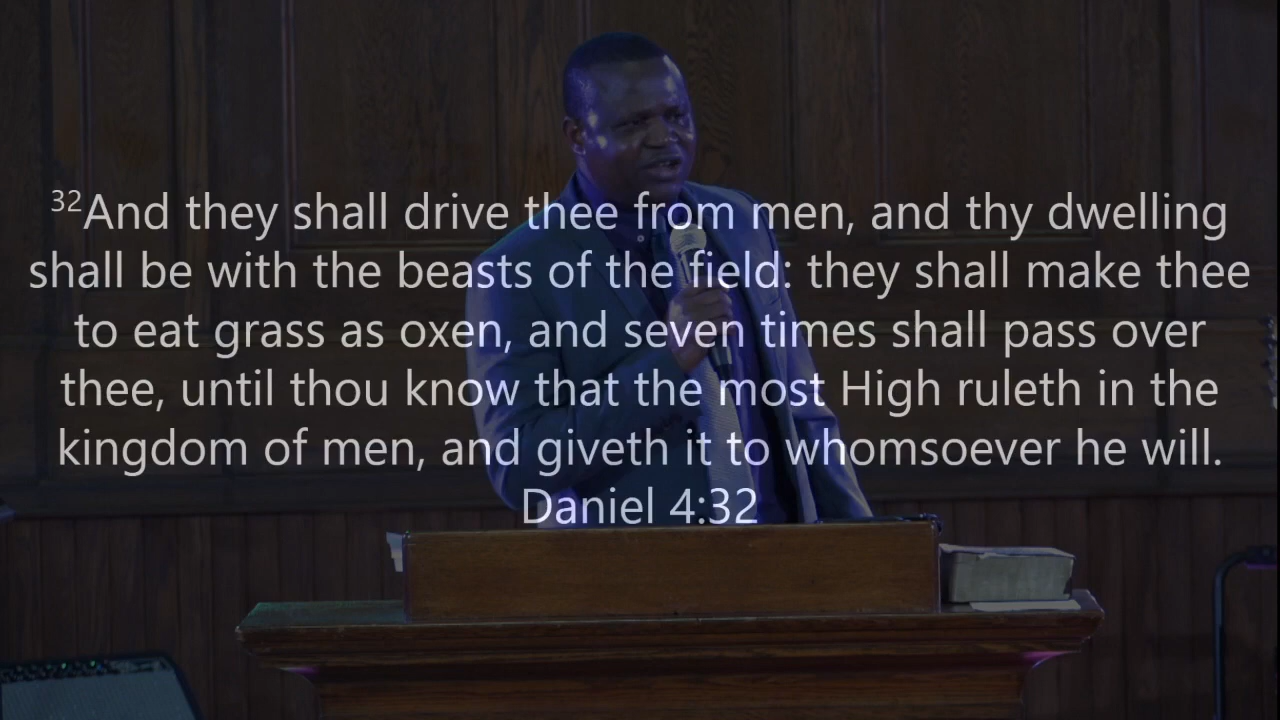 32And they shall drive thee from men, and thy dwelling
shall be with the beasts of the field: they shall make thee
to eat grass as oxen, and seven times shall pass over
thee, until thou know that the most High ruleth in the
kingdom of men, and giveth it to whomsoever he will.
Daniel 4:32